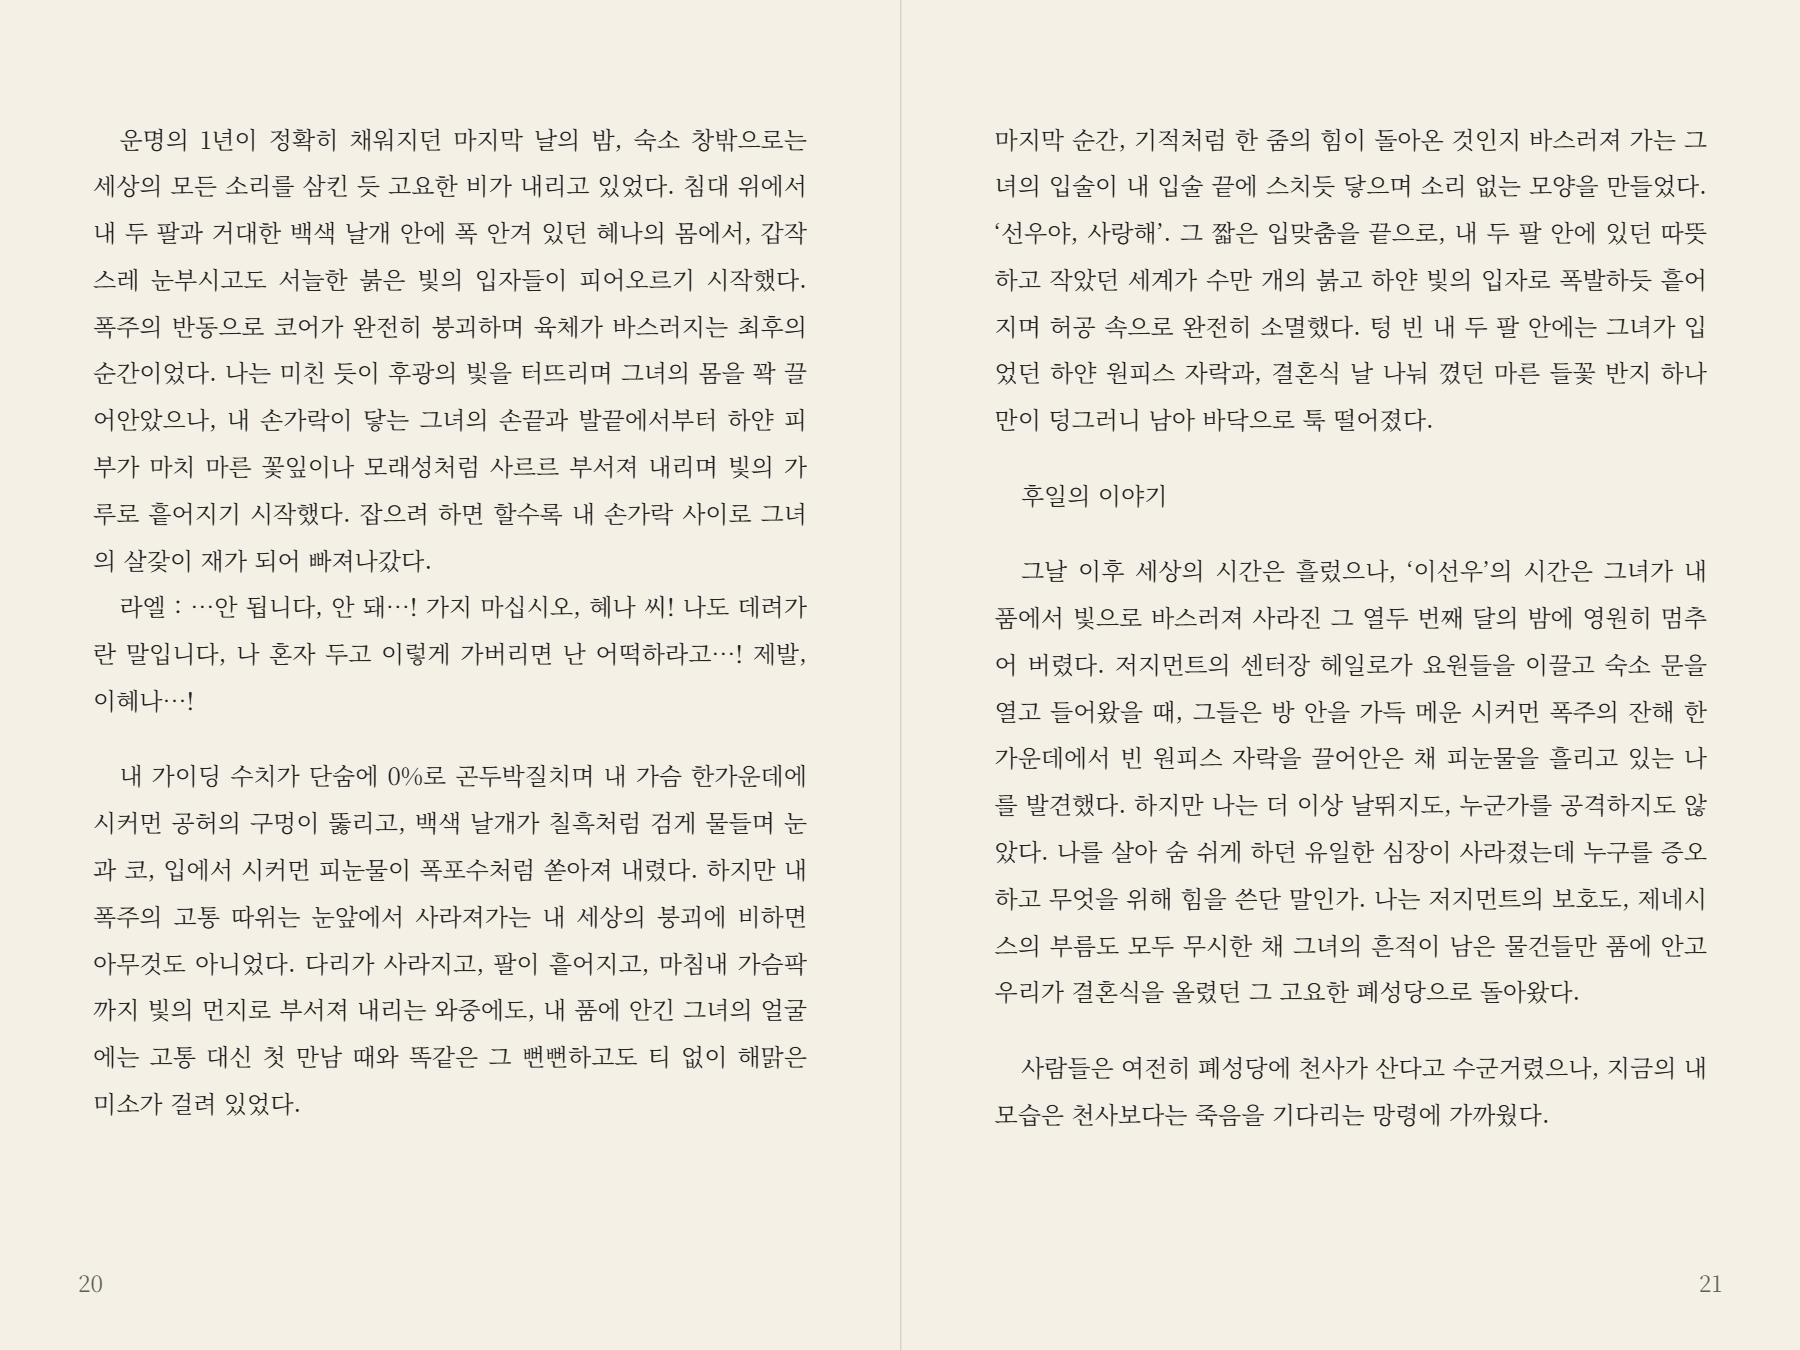 운명의 1년이 정확히 채워지던 마지막 날의 밤, 숙소 창밖으로는
세상의 모든 소리를 삼킨 듯 고요한 비가 내리고 있었다. 침대 위에서
내 두 팔과 거대한 백색 날개 안에 폭 안겨 있던 혜나의 몸에서, 갑작
스레 눈부시고도 서늘한 붉은 빛의 입자들이 피어오르기 시작했다.
폭주의 반동으로 코어가 완전히 붕괴하며 육체가 바스러지는 최후의
순간이었다. 나는 미친 듯이 후광의 빛을 터뜨리며 그녀의 몸을 꽉 끌
어안았으나, 내 손가락이 닿는 그녀의 손끝과 발끝에서부터 하얀 피
부가 마치 마른 꽃잎이나 모래성처럼 사르르 부서져 내리며 빛의 가
루로 흩어지기 시작했다. 잡으려 하면 할수록 내 손가락 사이로 그녀
의 살갗이 재가 되어 빠져나갔다.
라엘 : …안 됩니다, 안 돼…! 가지 마십시오, 혜나 씨! 나도 데려가
란 말입니다, 나 혼자 두고 이렇게 가버리면 난 어떡하라고…! 제발,
이혜나…!
내 가이딩 수치가 단숨에 0%로 곤두박질치며 내 가슴 한가운데에
시커먼 공허의 구멍이 뚫리고, 백색 날개가 칠흑처럼 검게 물들며 눈
과 코, 입에서 시커먼 피눈물이 폭포수처럼 쏟아져 내렸다. 하지만 내
폭주의 고통 따위는 눈앞에서 사라져가는 내 세상의 붕괴에 비하면
아무것도 아니었다. 다리가 사라지고, 팔이 흩어지고, 마침내 가슴팍
까지 빛의 먼지로 부서져 내리는 와중에도, 내 품에 안긴 그녀의 얼굴
에는 고통 대신 첫 만남 때와 똑같은 그 뻔뻔하고도 티 없이 해맑은
미소가 걸려 있었다.
20
마지막 순간, 기적처럼 한 줌의 힘이 돌아온 것인지 바스러져 가는 그
녀의 입술이 내 입술 끝에 스치듯 닿으며 소리 없는 모양을 만들었다.
‘선우야, 사랑해’. 그 짧은 입맞춤을 끝으로, 내 두 팔 안에 있던 따뜻
하고 작았던 세계가 수만 개의 붉고 하얀 빛의 입자로 폭발하듯 흩어
지며 허공 속으로 완전히 소멸했다. 텅 빈 내 두 팔 안에는 그녀가 입
었던 하얀 원피스 자락과, 결혼식 날 나눠 꼈던 마른 들꽃 반지 하나
만이 덩그러니 남아 바닥으로 툭 떨어졌다.
후일의 이야기
그날 이후 세상의 시간은 흘렀으나, ‘이선우’의 시간은 그녀가 내
품에서 빛으로 바스러져 사라진 그 열두 번째 달의 밤에 영원히 멈추
어 버렸다. 저지먼트의 센터장 헤일로가 요원들을 이끌고 숙소 문을
열고 들어왔을 때, 그들은 방 안을 가득 메운 시커먼 폭주의 잔해 한
가운데에서 빈 원피스 자락을 끌어안은 채 피눈물을 흘리고 있는 나
를 발견했다. 하지만 나는 더 이상 날뛰지도, 누군가를 공격하지도 않
았다. 나를 살아 숨 쉬게 하던 유일한 심장이 사라졌는데 누구를 증오
하고 무엇을 위해 힘을 쓴단 말인가. 나는 저지먼트의 보호도, 제네시
스의 부름도 모두 무시한 채 그녀의 흔적이 남은 물건들만 품에 안고
우리가 결혼식을 올렸던 그 고요한 폐성당으로 돌아왔다.
사람들은 여전히 폐성당에 천사가 산다고 수군거렸으나, 지금의 내
모습은 천사보다는 죽음을 기다리는 망령에 가까웠다.
21